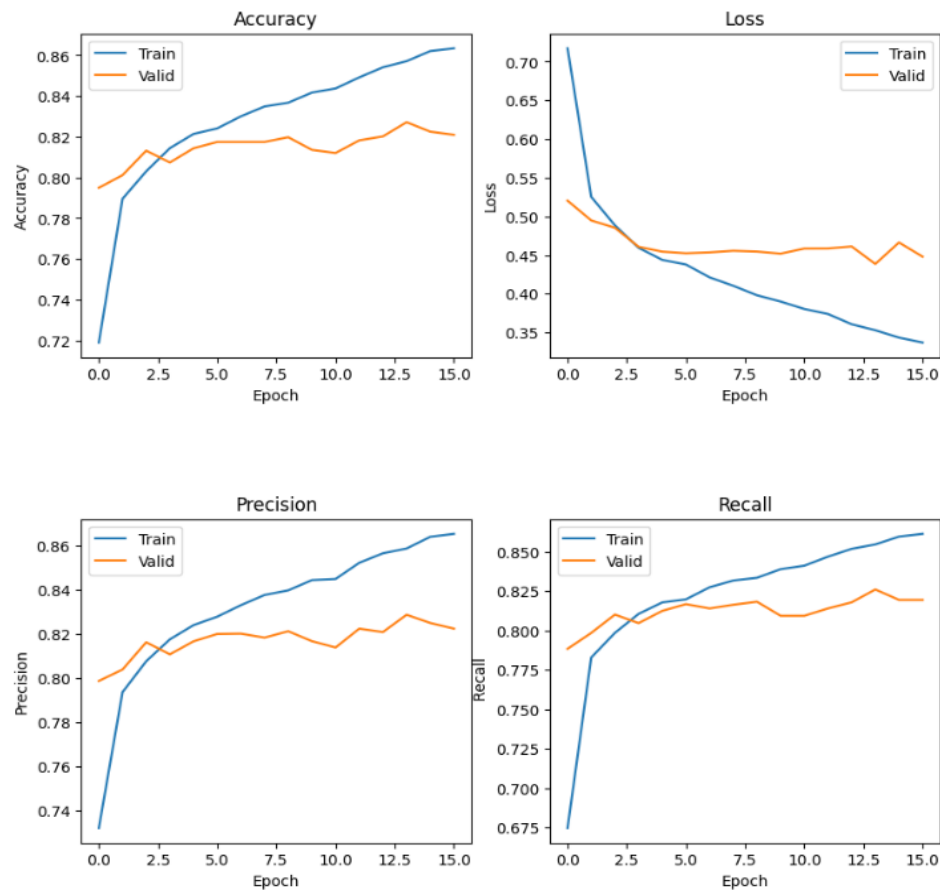 Accuracy
Train
Valid
0.86
0.84
0.82
0.80
0.78
0.76
0.74
0.72
Accuracy
0.0 2.5 5.0 7.5 10.0 12.5 15.0
Epoch
Loss
Train
Valid
0.70
0.65
0.60
0.55
0.50
0.45
0.40
0.35
Loss
0.0 2.5 5.0 7.5 10.0 12.5 15.0
Epoch
Precision
Train
Valid
0.86
0.84
0.82
0.80
0.78
0.76
0.74
Precision
0.0 2.5 5.0 7.5 10.0 12.5 15.0
Epoch
Recall
Train
Valid
0.850
0.825
0.800
0.775
0.750
0.725
0.700
0.675
Recall
0.0 2.5 5.0 7.5 10.0 12.5 15.0
Epoch